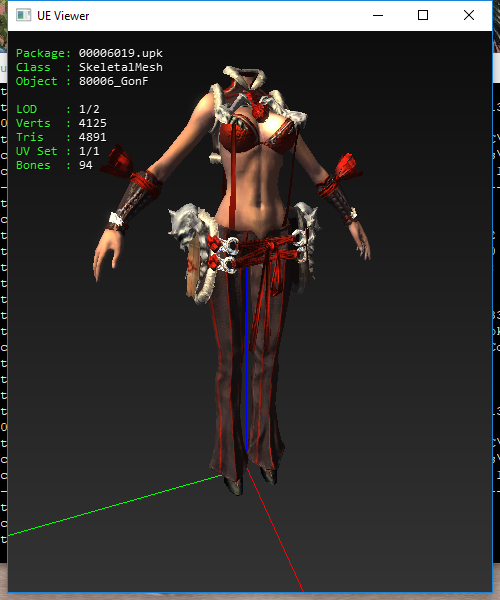 UE Viewer
Package: 00006019.upk
Class  : SkeletalMesh
Object : 80006_GonF
LOD    : 1/2
Verts  : 4125
Tris   : 4891
UV Set : 1/1
Bones  : 94